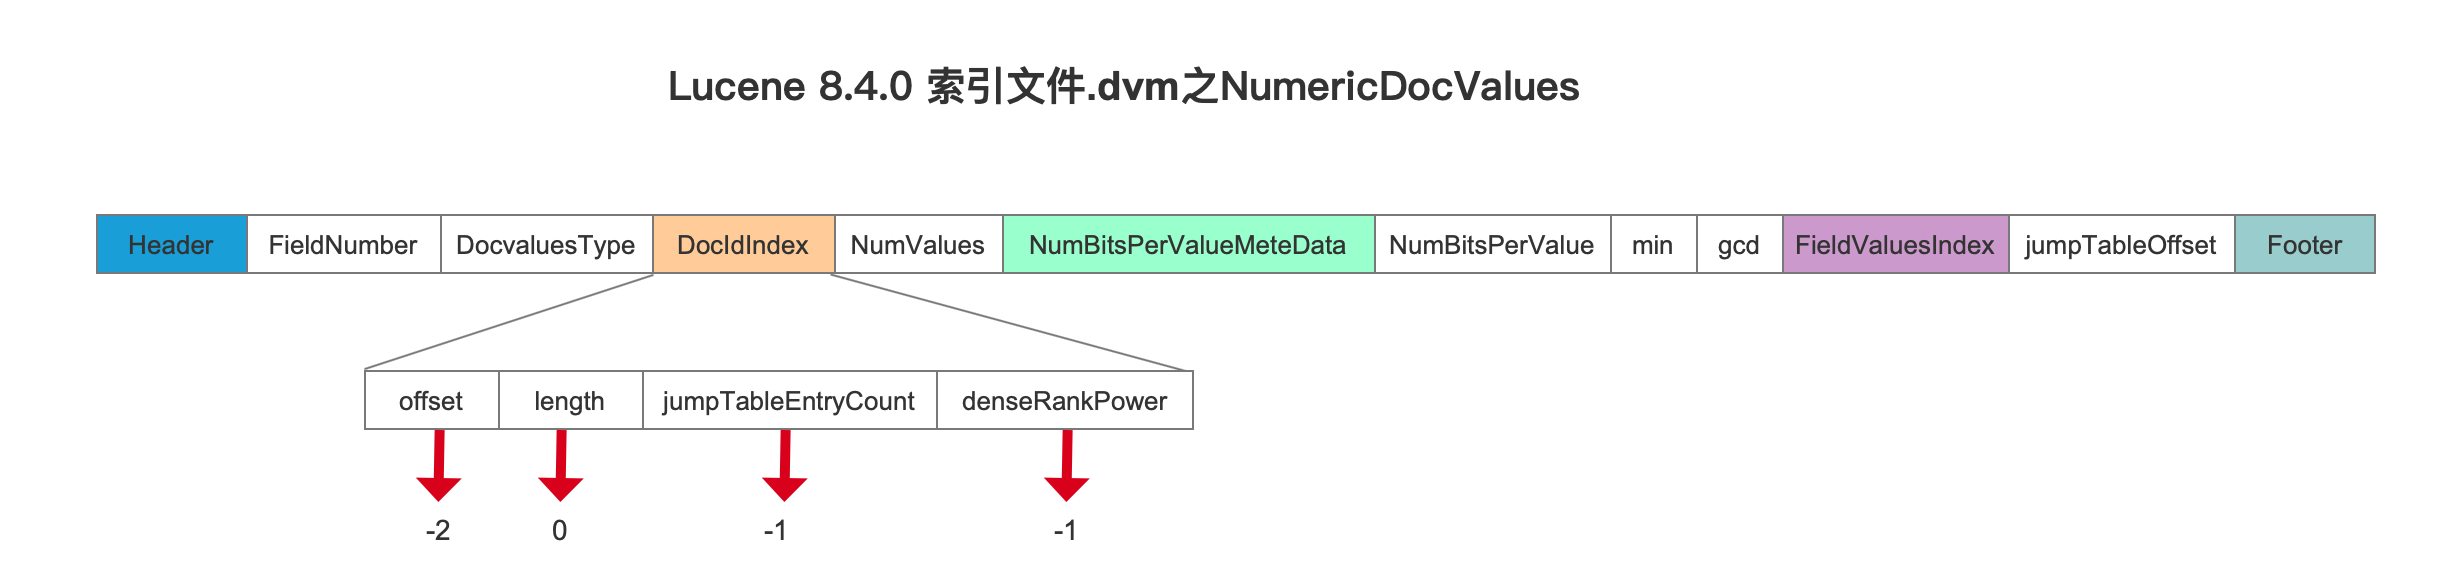 Lucene 8.4.0 索引文件.dvm之NumericDocValues
Header FieldNumber DocvaluesType DocIdIndex NumValues NumBitsPerValueMeteData NumBitsPerValue min gcd FieldValuesIndex jumpTableOffset Footer
offset length jumpTableEntryCount denseRankPower
-2 0 -1 -1